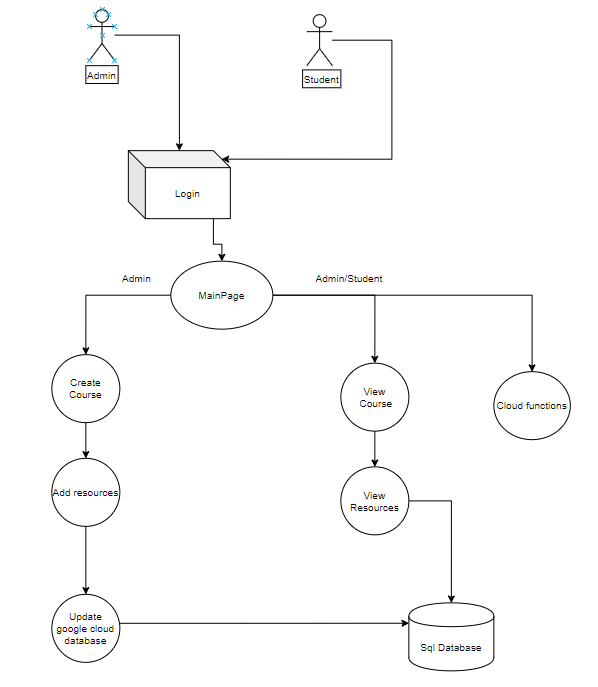 Admin
Student
Login
Admin
Admin/Student
MainPage
Create
Course
View
Course
Cloud functions
Add resources
View
Resources
Update
google cloud
database
Sql Database